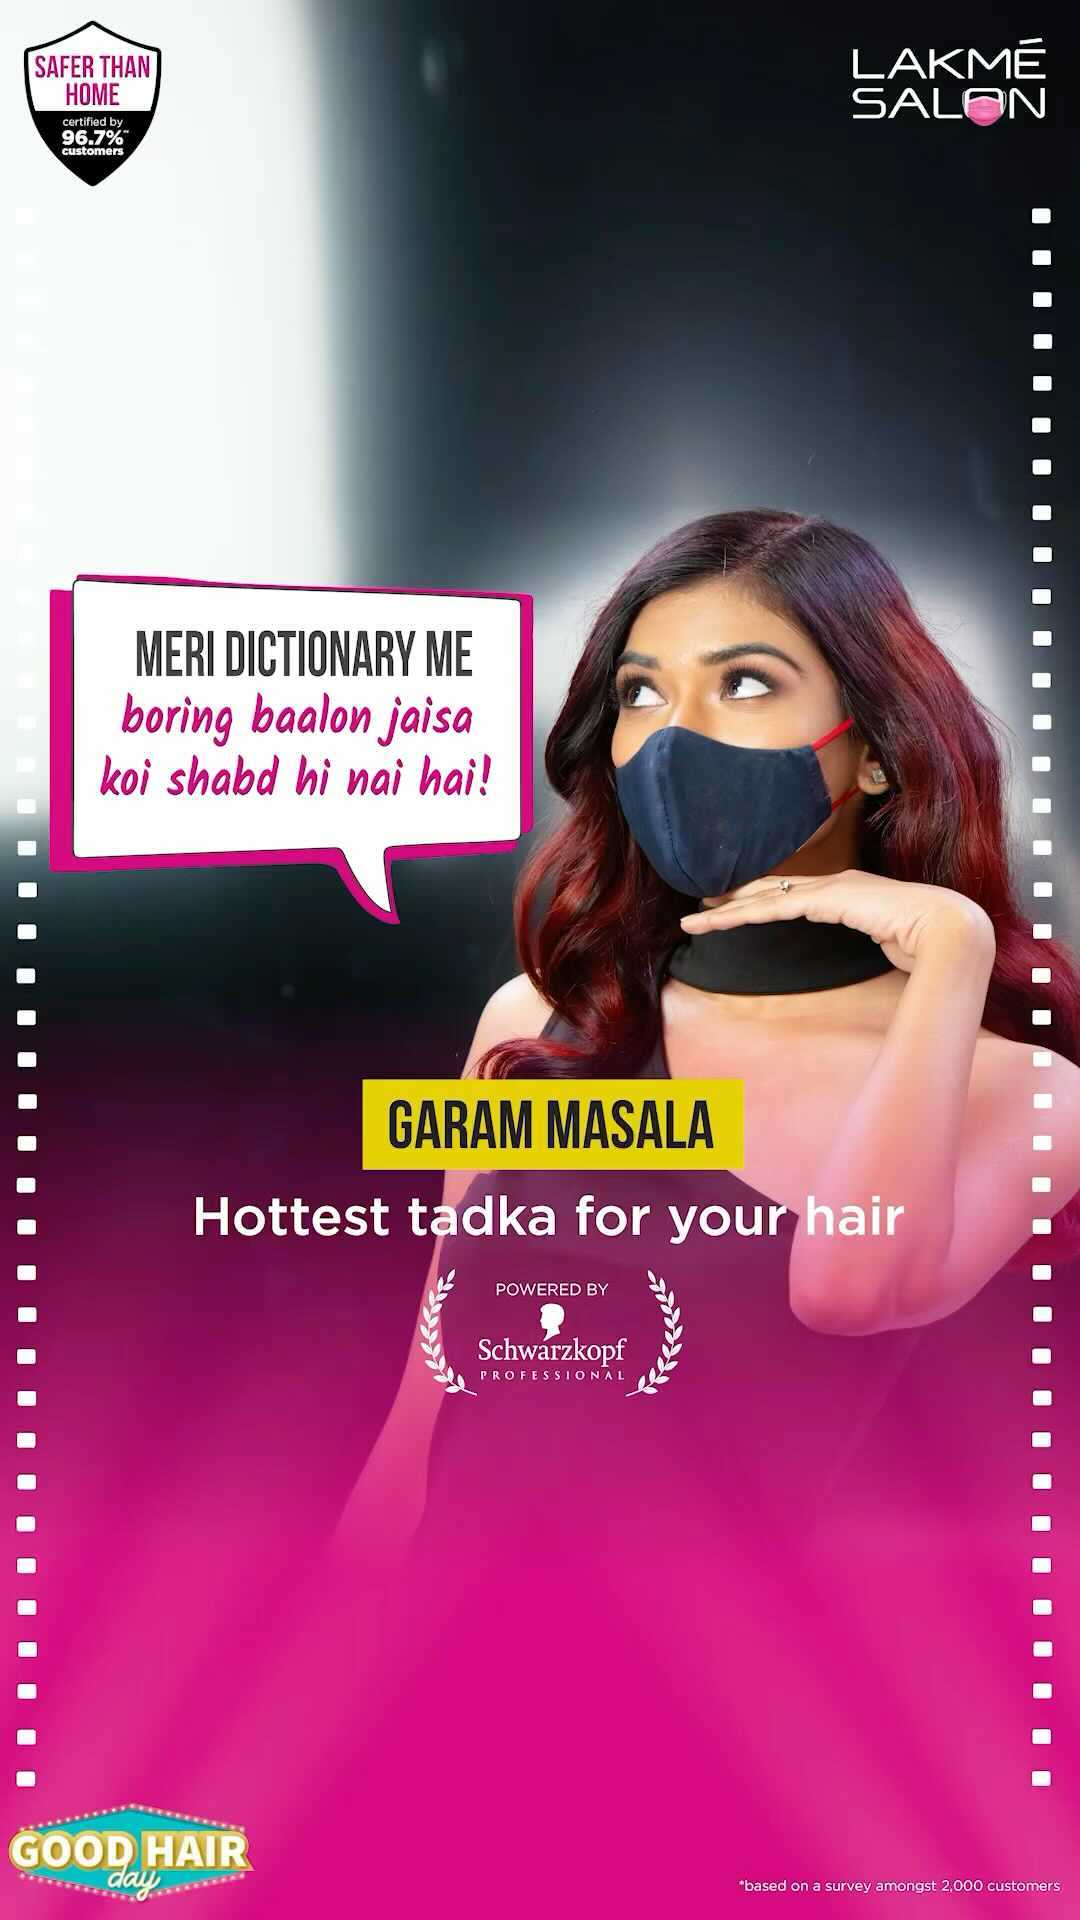 SAFER THAN
HOME
certified by
96.7%**
customers
LAKMÉ
SALON
MERI DICTIONARY ME
boring baalon jaisa
koi shabd hi nai hai!
GARAM MASALA
Hottest tadka for your hair
POWERED BY
Schwarzkopf
PROFESSIONAL
GOOD HAIR
day
*based on a survey amongst 2,000 customers